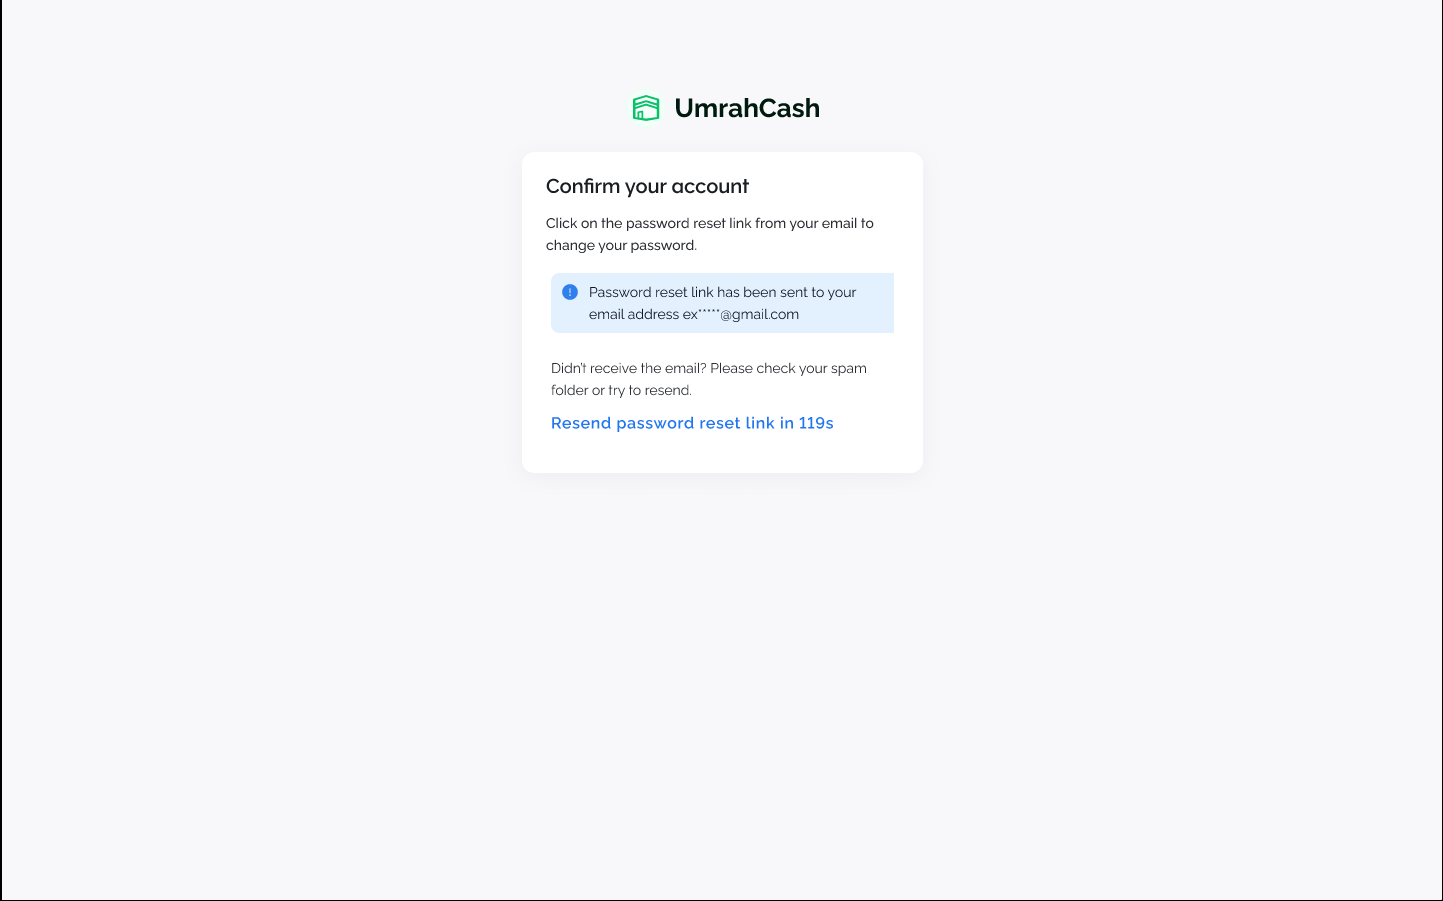 UmrahCash
Confirm your account
Click on the password reset link from your email to
change your password.
Password reset link has been sent to your
email address ex*****@gmail.com
Didn't receive the email? Please check your spam
folder or try to resend.
Resend password reset link in 119s